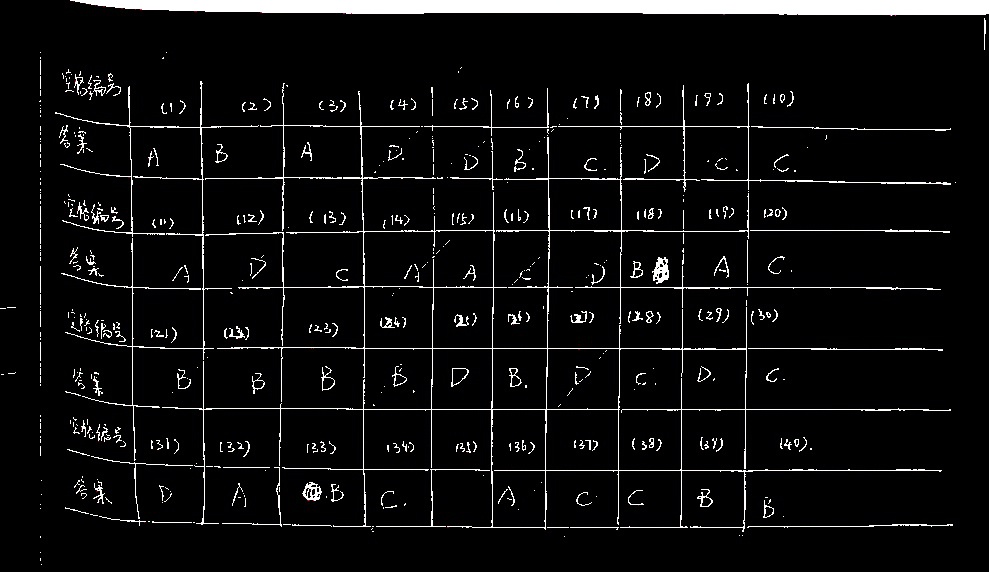 空格编号 (1) (2) (3) (4) (5) (6) (7) (8) (9) (10)
答案 A B A D. D B. C. D C. C.
空格编号 (11) (12) (13) (14) (15) (16) (17) (18) (19) (20)
答案 A D C A A C D B A C.
空格编号 (21) (22) (23) (24) (25) (26) (27) (28) (29) (30)
答案 B B B B. D B. D C. D. C.
空格编号 (31) (32) (33) (34) (35) (36) (37) (38) (39) (40).
答案 D A B C. A C C B B.